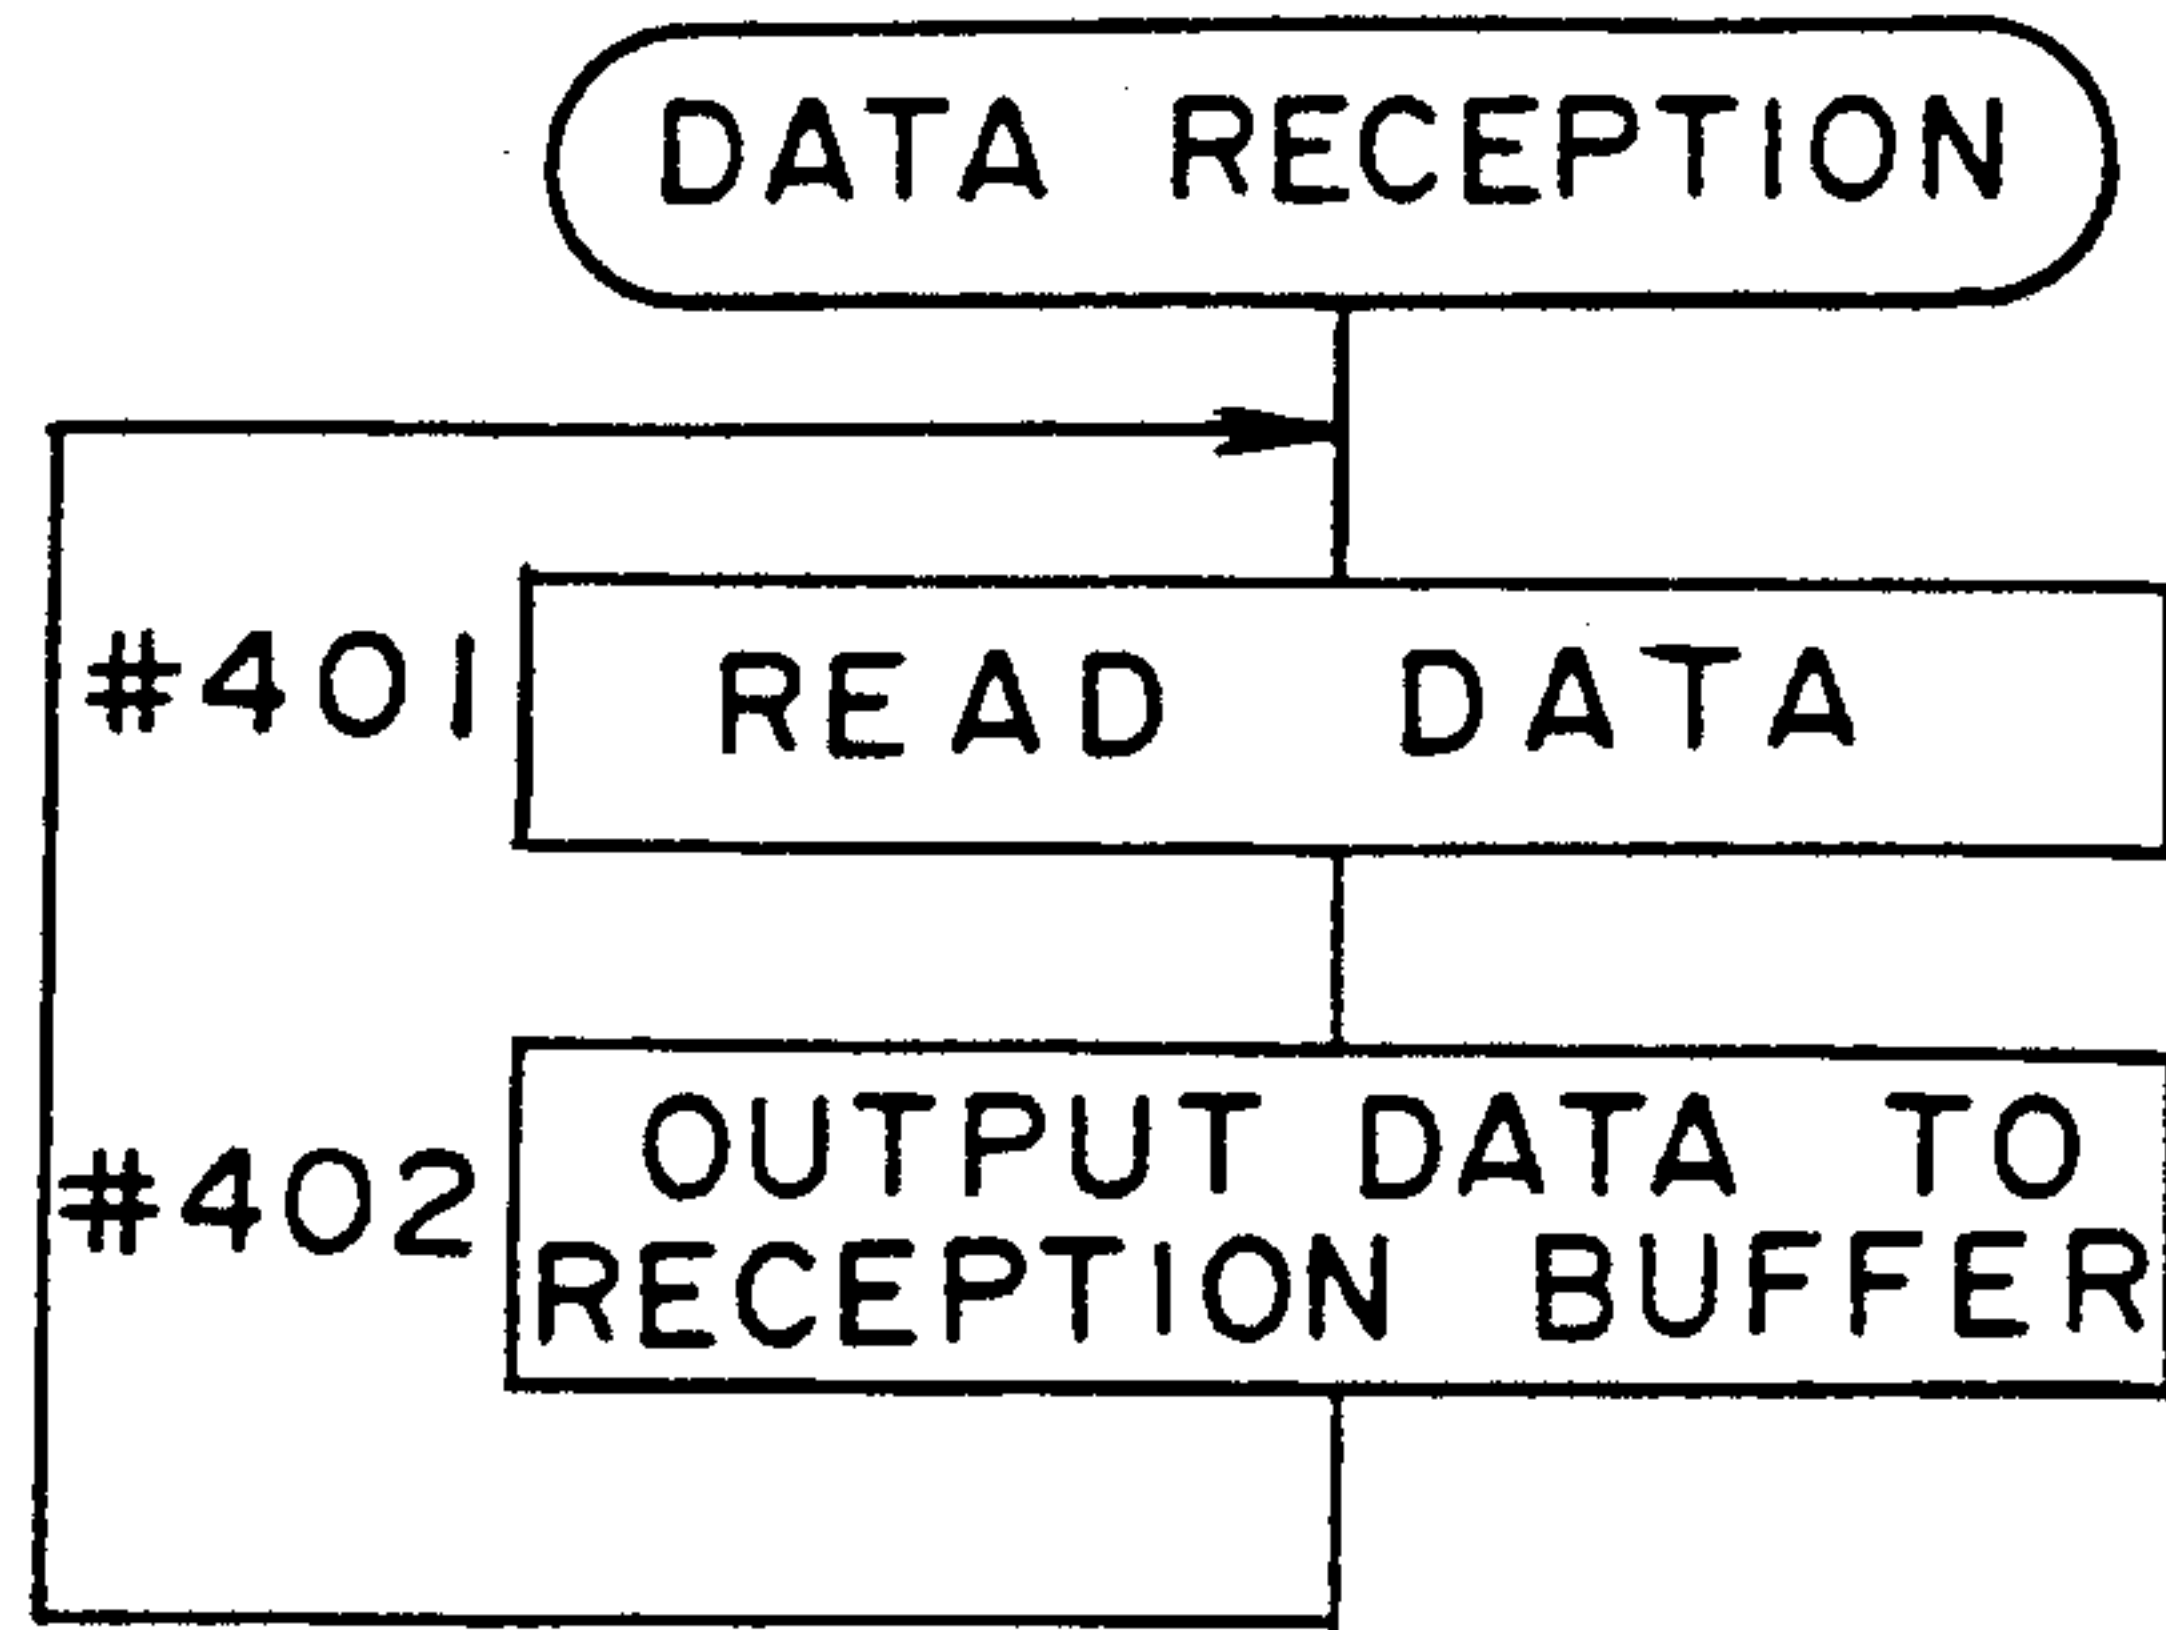 DATA RECEPTION
#401 READ DATA
#402 OUTPUT DATA TO
RECEPTION BUFFER